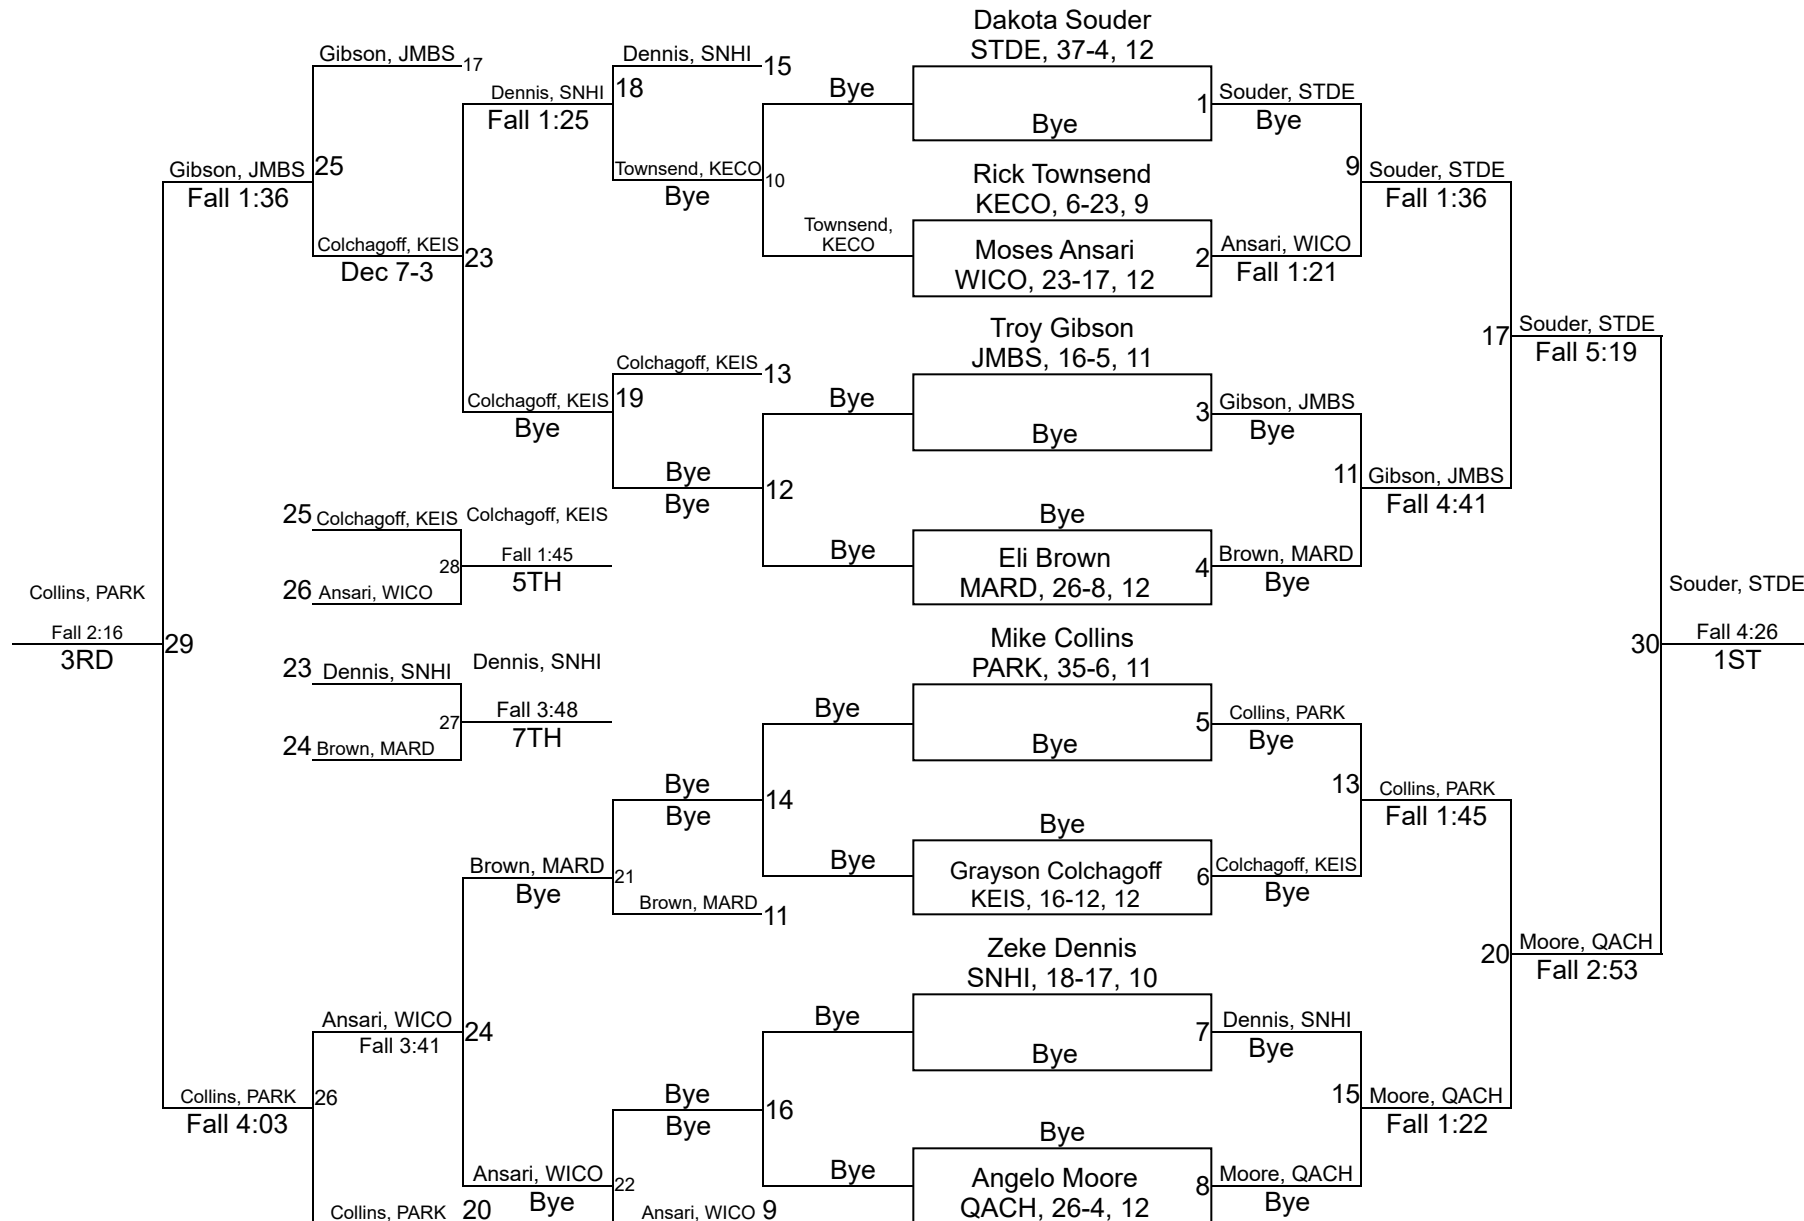 Dakota Souder
STDE, 37-4, 12
Gibson, JMBS 17
Dennis, SNHI 15
18
Bye
Dennis, SNHI
Fall 1:25
1
Souder, STDE
Bye
Bye
Gibson, JMBS 25
Fall 1:36
Townsend, KECO 10
Bye
Rick Townsend
KECO, 6-23, 9
9 Souder, STDE
Fall 1:36
Townsend,
KECO
Colchagoff, KEIS 23
Dec 7-3
Moses Ansari
WICO, 23-17, 12
2
Ansari, WICO
Fall 1:21
Troy Gibson
JMBS, 16-5, 11
17 Souder, STDE
Fall 5:19
Colchagoff, KEIS 13
Colchagoff, KEIS 19
Bye
Bye
3
Gibson, JMBS
Bye
Bye
Bye
12
Bye
11 Gibson, JMBS
Fall 4:41
25 Colchagoff, KEIS Colchagoff, KEIS
Bye
28
Fall 1:45
5TH
26 Ansari, WICO
Bye
Eli Brown
MARD, 26-8, 12
4
Brown, MARD
Bye
Collins, PARK
Fall 2:16
3RD
29
Souder, STDE
30
Fall 4:26
1ST
Mike Collins
PARK, 35-6, 11
23 Dennis, SNHI Dennis, SNHI
27
Fall 3:48
7TH
24 Brown, MARD
Bye
5
Collins, PARK
Bye
Bye
Bye
14
Bye
13 Collins, PARK
Fall 1:45
Bye
Brown, MARD 21
Bye
Bye
Grayson Colchagoff
KEIS, 16-12, 12
6
Colchagoff, KEIS
Bye
Brown, MARD 11
Zeke Dennis
SNHI, 18-17, 10
20 Moore, QACH
Fall 2:53
Ansari, WICO 24
Fall 3:41
Bye
7
Dennis, SNHI
Bye
Bye
Collins, PARK 26
Fall 4:03
Bye
Bye
16
15 Moore, QACH
Fall 1:22
Bye
Ansari, WICO 22
Bye
Bye
Angelo Moore
QACH, 26-4, 12
8
Moore, QACH
Bye
Collins, PARK 20
Ansari, WICO 9